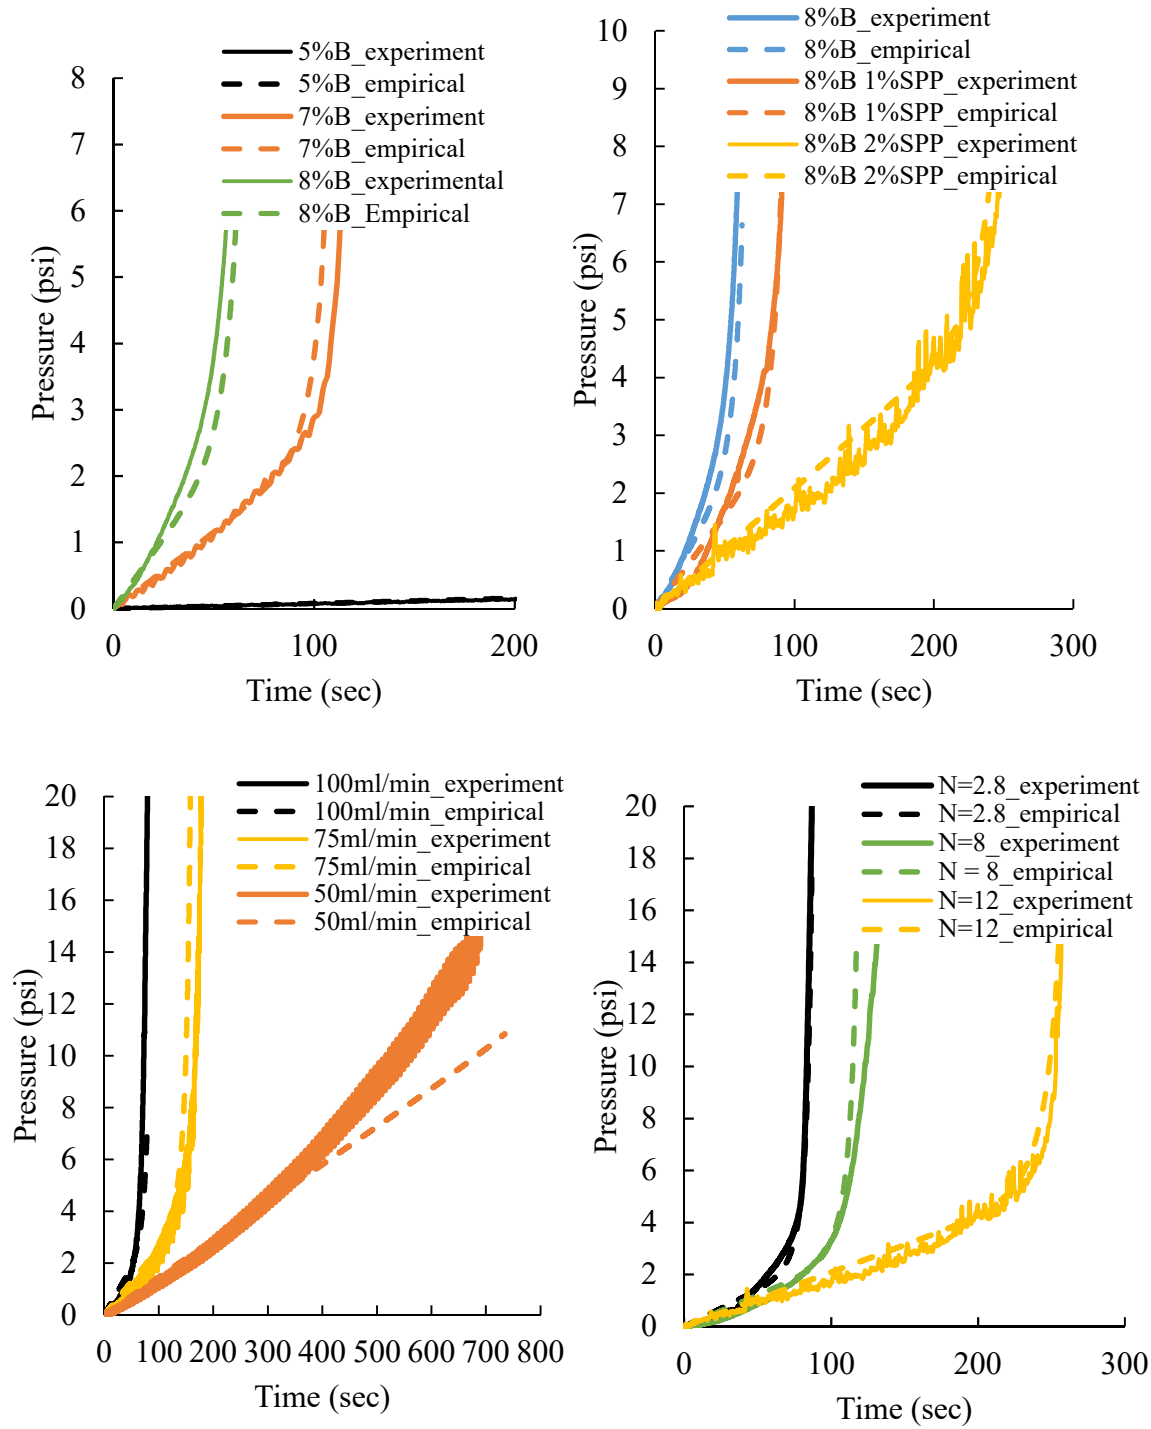 5%B_experiment
5%B_empirical
7%B_experiment
7%B_empirical
8%B_experimental
8%B_Empirical
8
7
6
5
4
3
2
1
0
Pressure (psi)
0 100 200
Time (sec)
8%B_experiment
8%B_empirical
8%B 1%SPP_experiment
8%B 1%SPP_empirical
8%B 2%SPP_experiment
8%B 2%SPP_empirical
10
9
8
7
6
5
4
3
2
1
0
Pressure (psi)
0 100 200 300
Time (sec)
100ml/min_experiment
100ml/min_empirical
75ml/min_experiment
75ml/min_empirical
50ml/min_experiment
50ml/min_empirical
20
18
16
14
12
10
8
6
4
2
0
Pressure (psi)
0 100 200 300 400 500 600 700 800
Time (sec)
N=2.8_experiment
N=2.8_empirical
N=8_experiment
N = 8_empirical
N=12_experiment
N=12_empirical
20
18
16
14
12
10
8
6
4
2
0
Pressure (psi)
0 100 200 300
Time (sec)